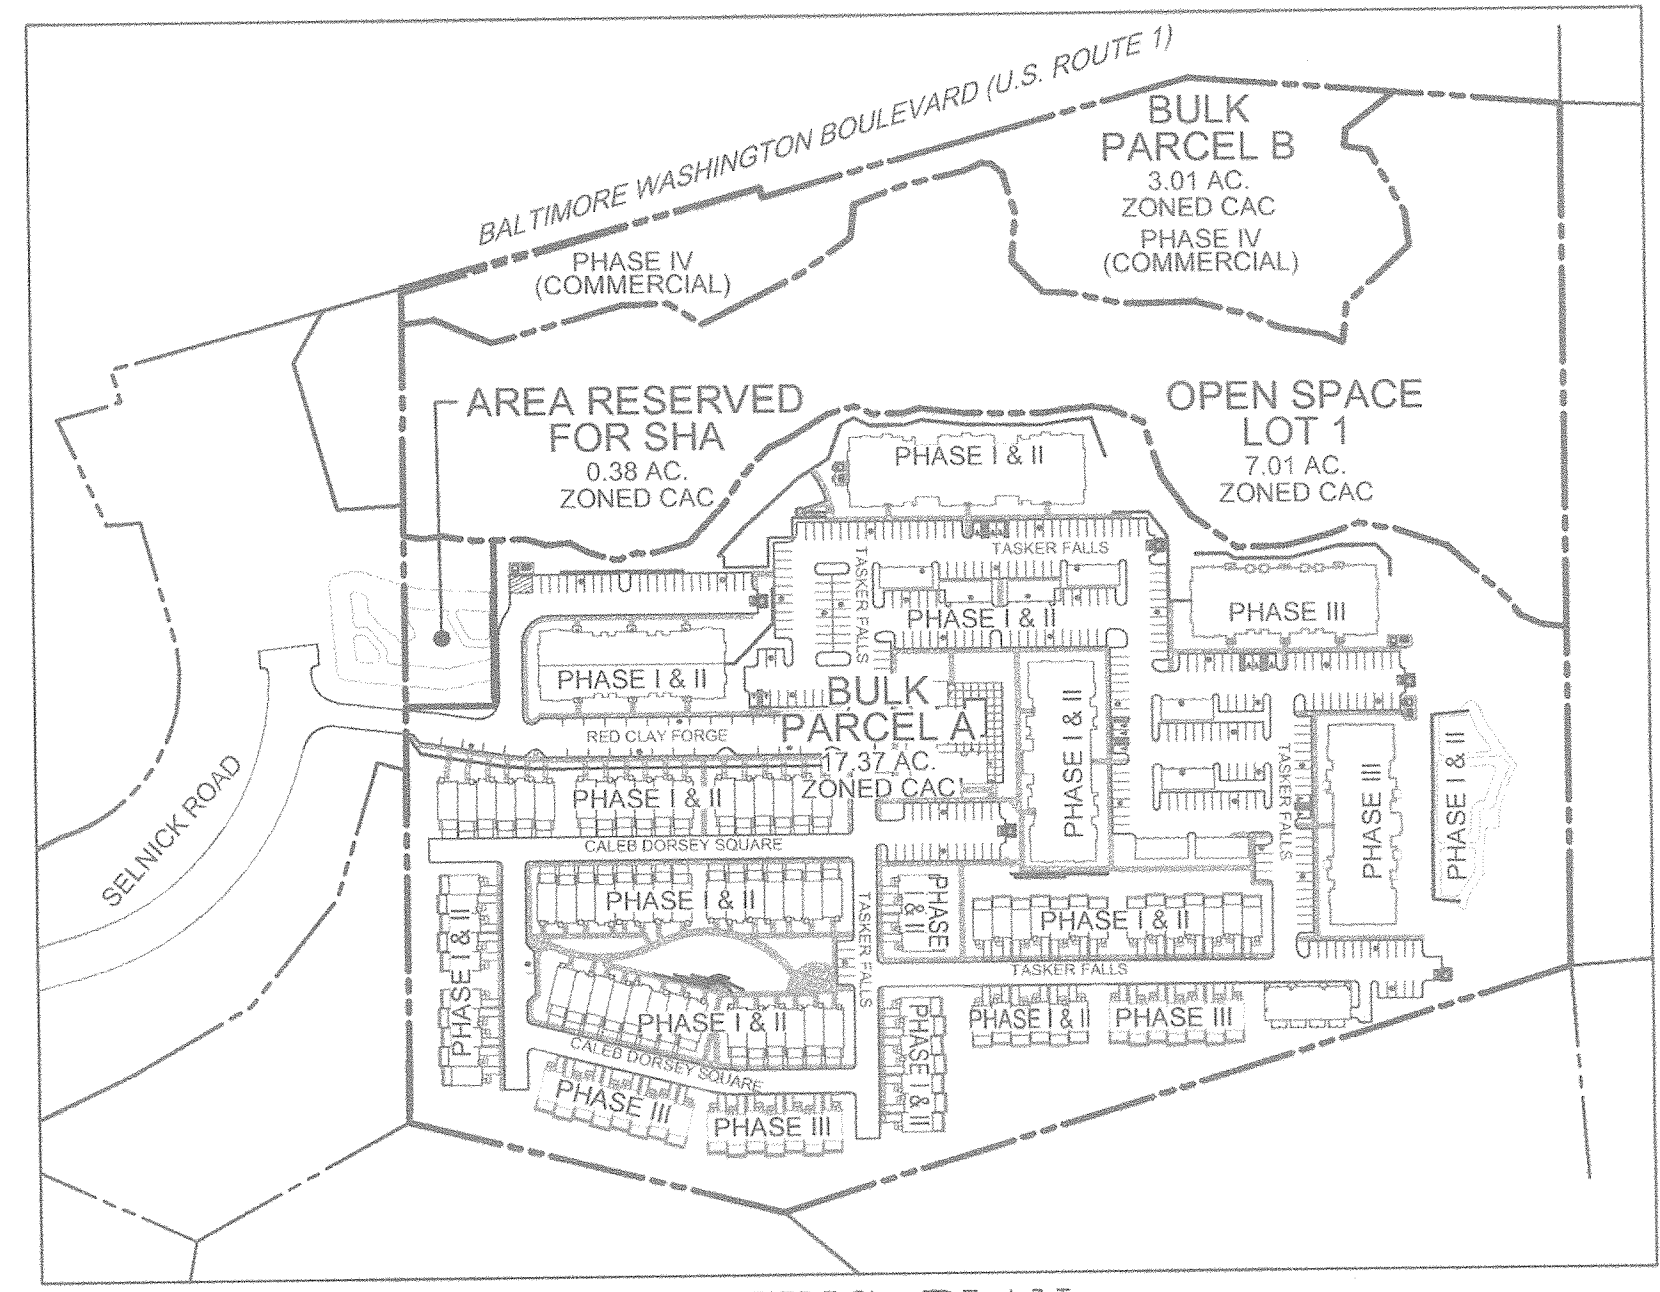 BALTIMORE WASHINGTON BOULEVARD (U.S. ROUTE 1)
BULK
PARCEL B
3.01 AC.
ZONED CAC
PHASE IV
(COMMERCIAL)
PHASE IV
(COMMERCIAL)
AREA RESERVED
FOR SHA
0.38 AC.
ZONED CAC
OPEN SPACE
LOT 1
7.01 AC.
ZONED CAC
PHASE I & II
TASKER FALLS
TASKER FALLS
PHASE I & II
PHASE III
PHASE I & II
BULK
PARCEL A
17.37 AC.
ZONED CAC
RED CLAY FORGE
PHASE I & II
TASKER FALLS
PHASE III
PHASE I & II
SELNICK ROAD
PHASE I & II
CALEB DORSEY SQUARE
PHASE I & II
PHASE I & II
TASKER FALLS
PHASE I
& II
PHASE I & II
TASKER FALLS
PHASE I & II
PHASE I & II
PHASE I & II
PHASE I & II
PHASE III
CALEB DORSEY SQUARE
PHASE III
PHASE III